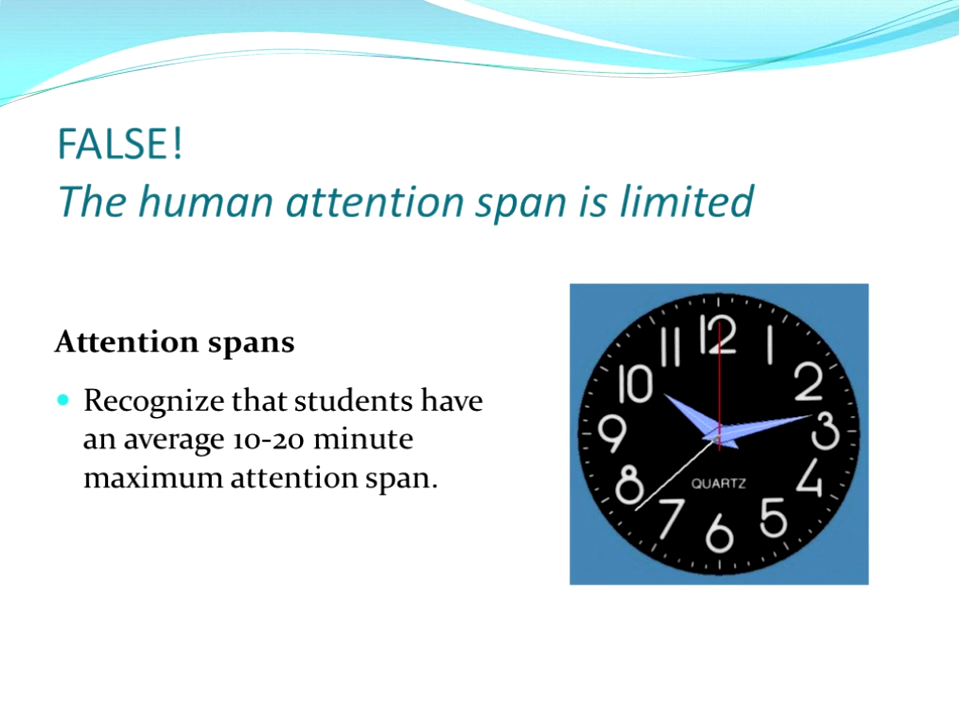 FALSE!
The human attention span is limited
Attention spans
Recognize that students have
an average 10-20 minute
maximum attention span.
12
11 1
10 2
9 3
8 4
QUARTZ
7 5
6